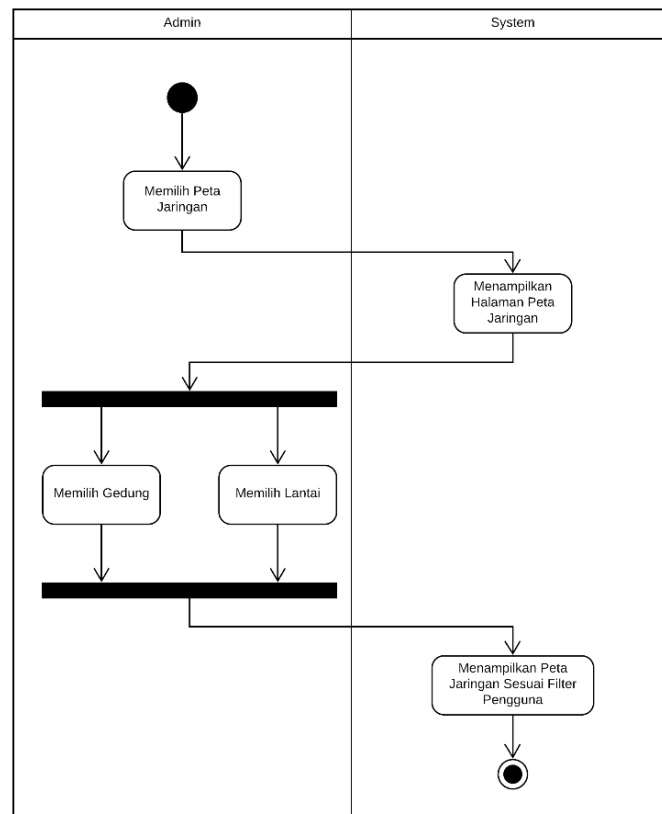 Admin
System
Memilih Peta
Jaringan
Menampilkan
Halaman Peta
Jaringan
Memilih Gedung
Memilih Lantai
Menampilkan Peta
Jaringan Sesuai Filter
Pengguna